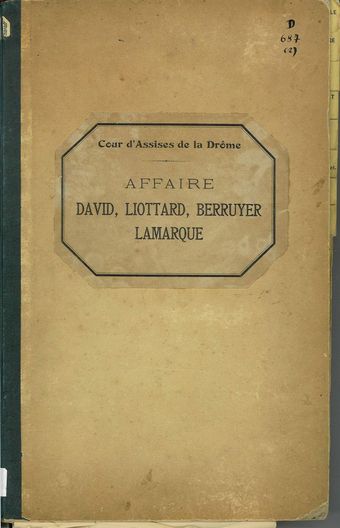 D
687
(2)
Cour d'Assises de la Drôme
AFFAIRE
DAVID, LIOTTARD, BERRUYER
LAMARQUE